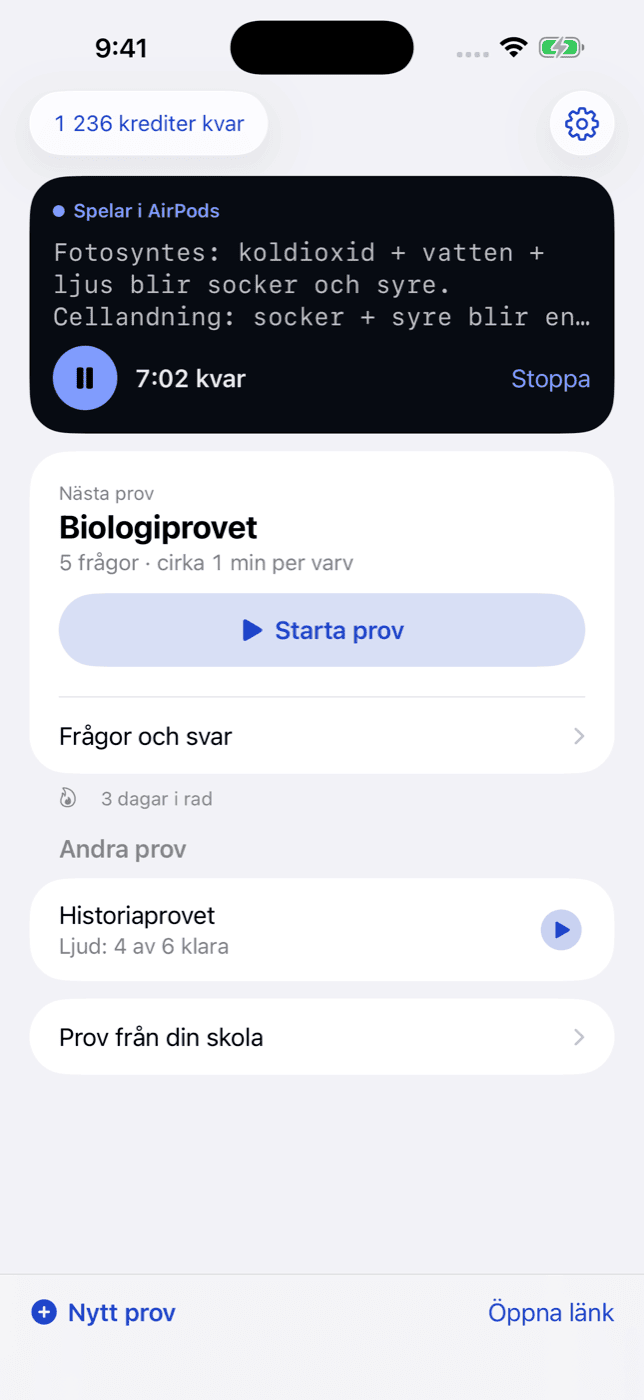 9:41
1 236 krediter kvar
Spelar i AirPods
Fotosyntes: koldioxid + vatten +
ljus blir socker och syre.
Cellandning: socker + syre blir en…
7:02 kvar
Stoppa
Nästa prov
Biologiprovet
5 frågor · cirka 1 min per varv
Starta prov
Frågor och svar
3 dagar i rad
Andra prov
Historiaprovet
Ljud: 4 av 6 klara
Prov från din skola
Nytt prov
Öppna länk